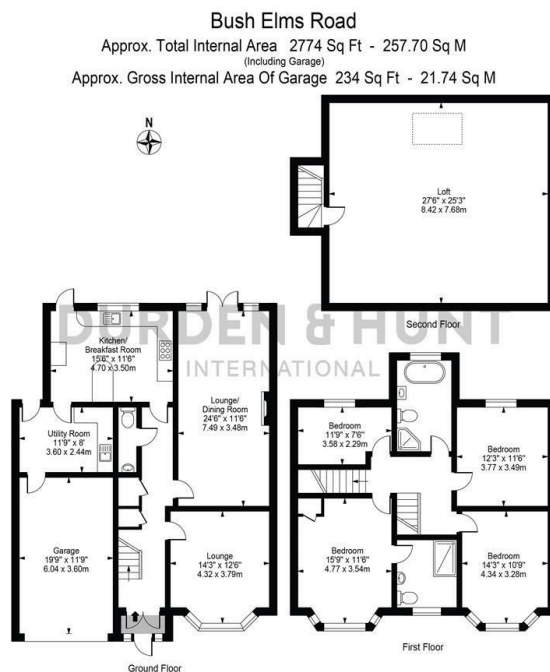 Bush Elms Road
Approx. Total Internal Area 2774 Sq Ft - 257.70 Sq M
(Including Garage)
Approx. Gross Internal Area Of Garage 234 Sq Ft - 21.74 Sq M
N
Loft
27'6" x 25'3"
8.42 x 7.68m
Second Floor
DURDEN & HUNT
INTERNATIONAL
Kitchen/
Breakfast Room
15'6" x 11'6"
4.70 x 3.50m
Lounge/
Dining Room
24'6" x 11'6"
7.49 x 3.48m
Utility Room
11'9" x 8'
3.60 x 2.44m
Garage
19'9" x 11'9"
6.04 x 3.60m
Lounge
14'3" x 12'6"
4.32 x 3.79m
Ground Floor
Bedroom
11'9" x 7'6"
3.58 x 2.29m
Bedroom
12'3" x 11'6"
3.77 x 3.49m
Bedroom
15'9" x 11'6"
4.77 x 3.54m
Bedroom
14'3" x 10'9"
4.34 x 3.28m
First Floor